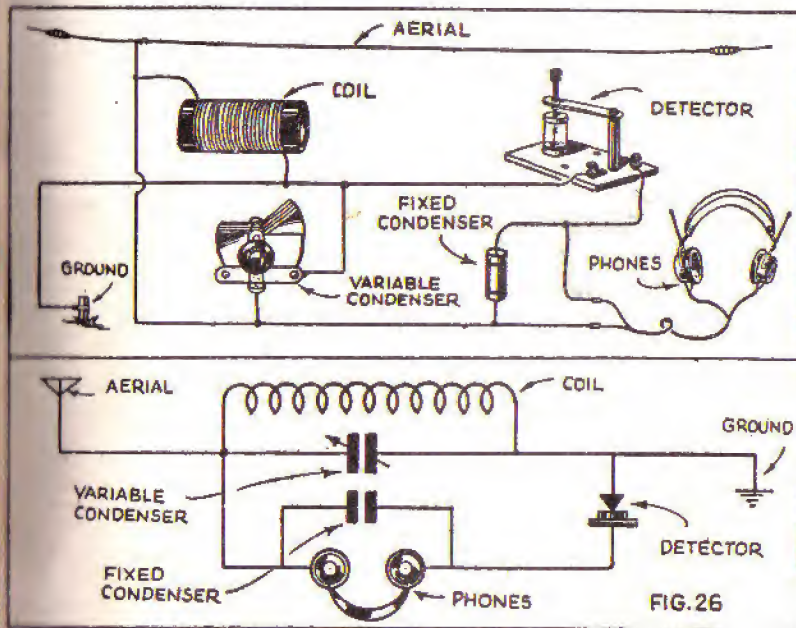 AERIAL
COIL
DETECTOR
FIXED
CONDENSER
GROUND
VARIABLE
CONDENSER
PHONES
AERIAL
COIL
GROUND
VARIABLE
CONDENSER
DETECTOR
FIXED
CONDENSER
PHONES
FIG. 26